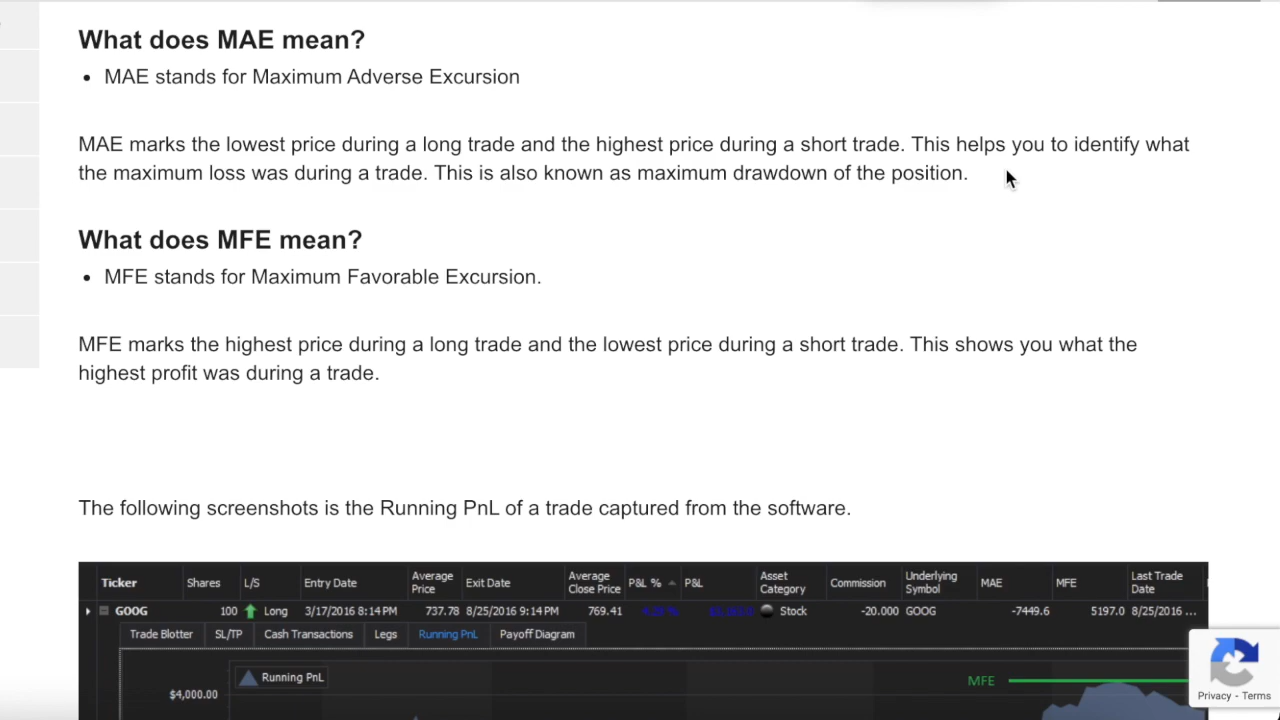 What does MAE mean?
• MAE stands for Maximum Adverse Excursion
MAE marks the lowest price during a long trade and the highest price during a short trade. This helps you to identify what
the maximum loss was during a trade. This is also known as maximum drawdown of the position.
What does MFE mean?
• MFE stands for Maximum Favorable Excursion.
MFE marks the highest price during a long trade and the lowest price during a short trade. This shows you what the
highest profit was during a trade.
The following screenshots is the Running PnL of a trade captured from the software.
Ticker Shares L/S Entry Date Average Price Exit Date Average Close Price P&L % P&L Asset Category Commission Underlying Symbol MAE MFE Last Trade Date
GOOG 100 Long 3/17/2016 8:14 PM 737.78 8/25/2016 9:14 PM 769.41 Stock -20.000 GOOG -7449.6 5197.0 8/25/2016 ...
Trade Blotter SL/TP Cash Transactions Legs Running PnL Payoff Diagram
Running PnL
MFE
$4,000.00
Privacy - Terms